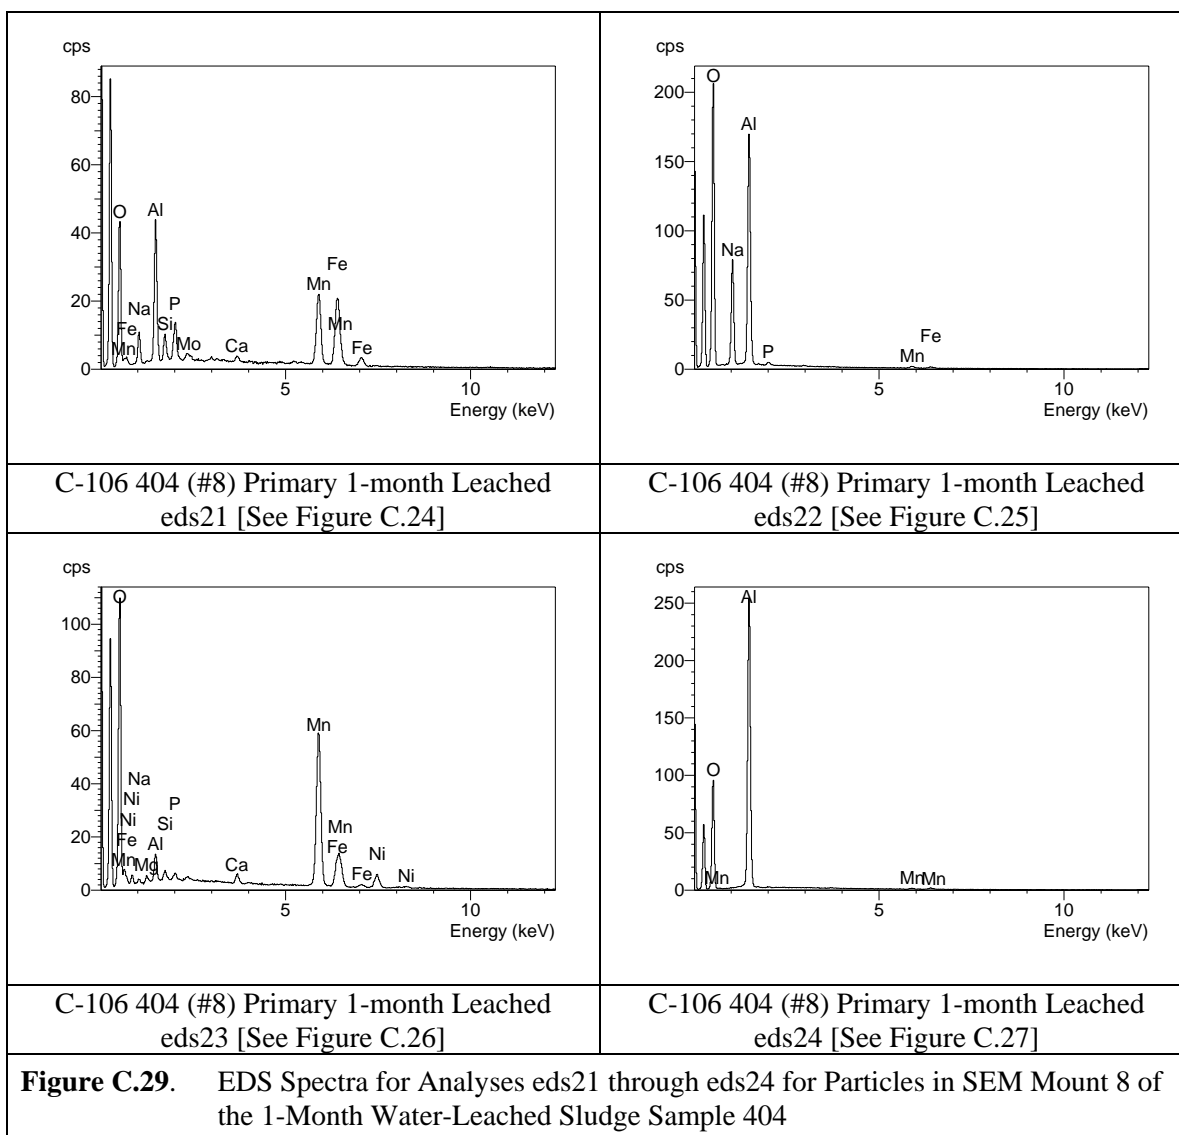 cps
80
60
40
20
0
O
Al
Na
Fe
Mn
Si
P
Mo
Ca
Mn
Fe
Mn
Fe
5
10
Energy (keV)
C-106 404 (#8) Primary 1-month Leached
eds21 [See Figure C.24]
cps
200
150
100
50
0
O
Al
Na
P
Mn
Fe
5
10
Energy (keV)
C-106 404 (#8) Primary 1-month Leached
eds22 [See Figure C.25]
cps
100
80
60
40
20
0
O
Na
Ni
Ni
Fe
Mn
Mg
Al
Si
P
Ca
Mn
Mn
Fe
Fe
Ni
Ni
5
10
Energy (keV)
C-106 404 (#8) Primary 1-month Leached
eds23 [See Figure C.26]
cps
250
200
150
100
50
0
Al
O
Mn
Mn
Mn
5
10
Energy (keV)
C-106 404 (#8) Primary 1-month Leached
eds24 [See Figure C.27]
Figure C.29. EDS Spectra for Analyses eds21 through eds24 for Particles in SEM Mount 8 of
the 1-Month Water-Leached Sludge Sample 404